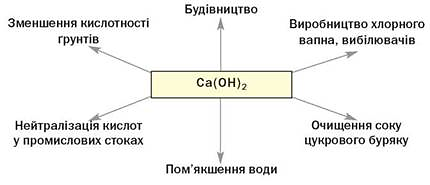 Будівництво
Зменшення кислотності
ґрунтів
Виробництво хлорного
вапна, вибілювачів
Ca(OH)₂
Нейтралізація кислот
у промислових стоках
Очищення соку
цукрового буряку
Пом'якшення води